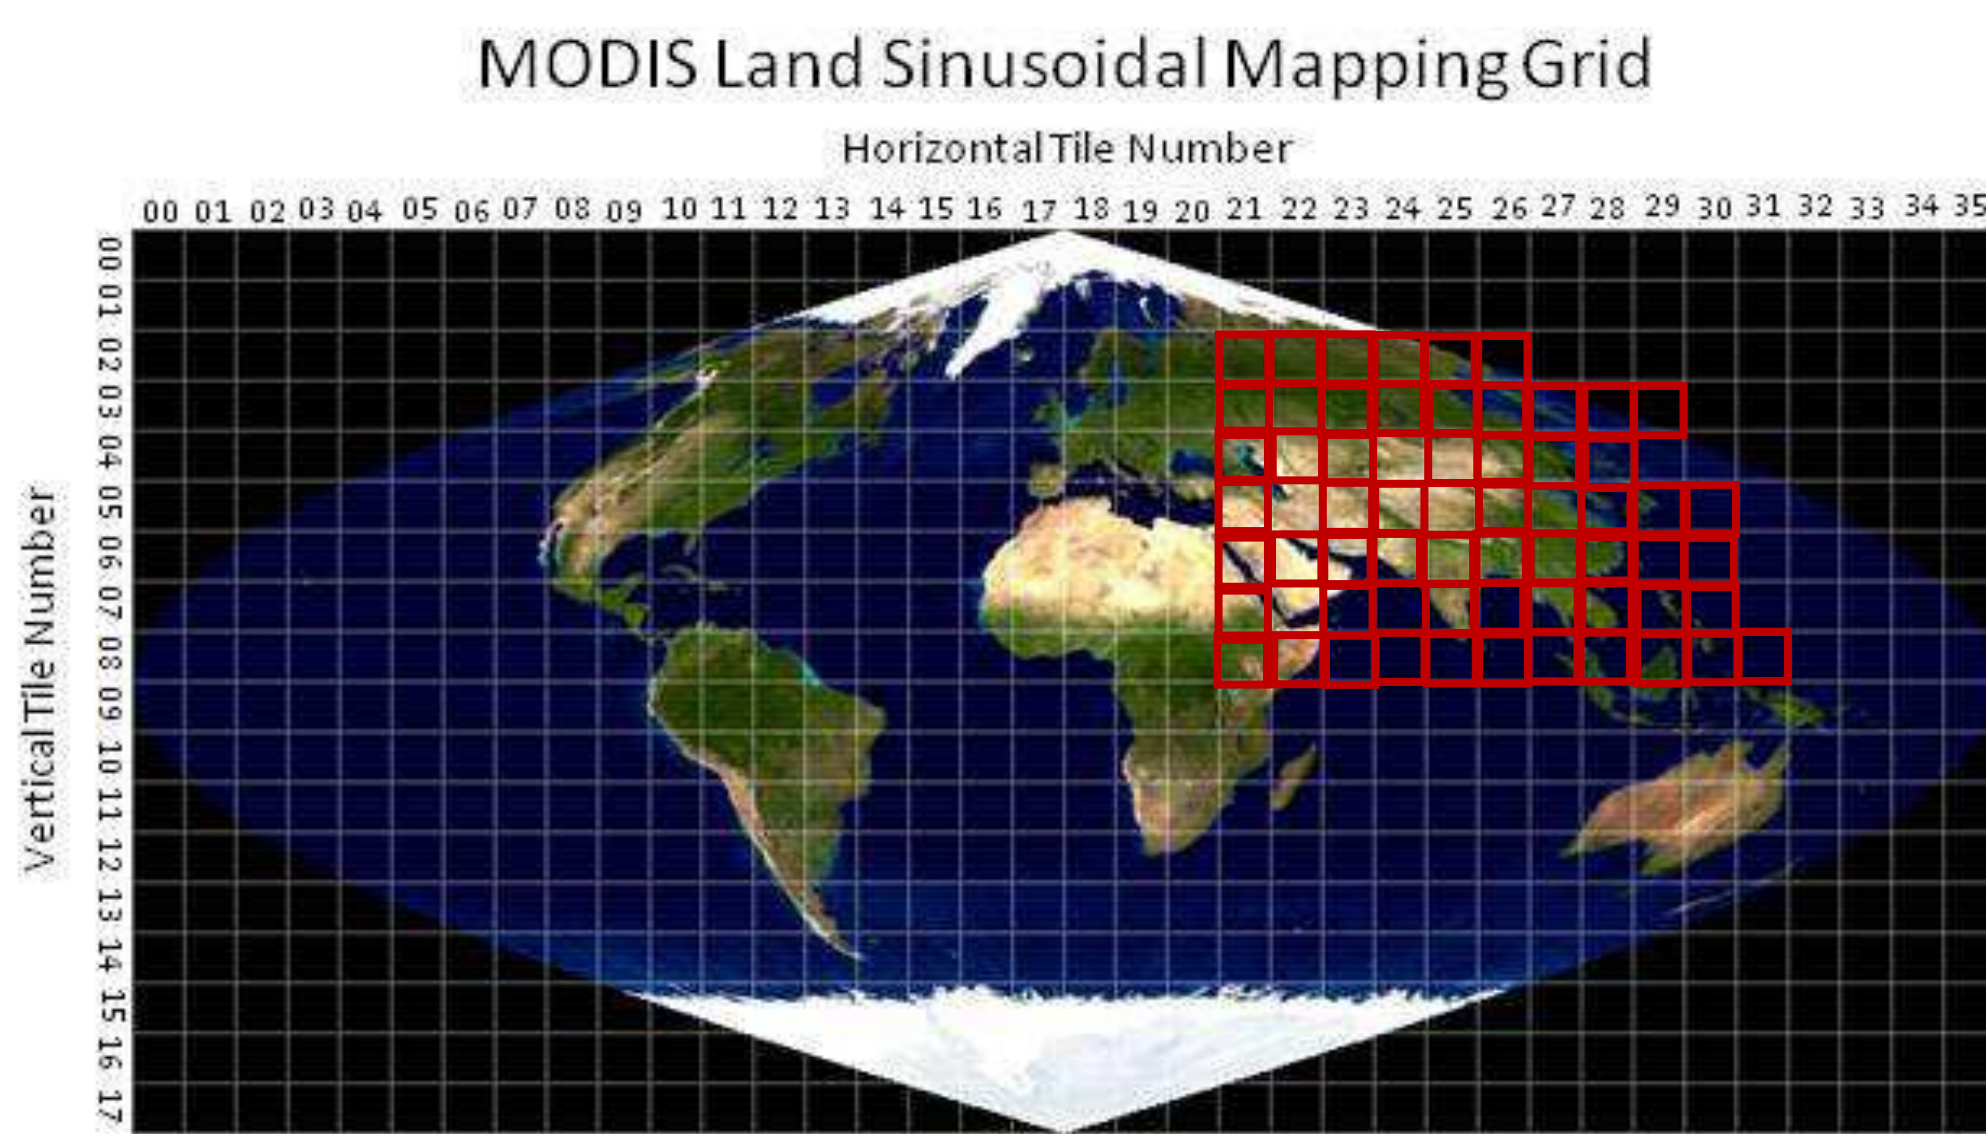 MODIS Land Sinusoidal Mapping Grid
Horizontal Tile Number
00 01 02 03 04 05 06 07 08 09 10 11 12 13 14 15 16 17 18 19 20 21 22 23 24 25 26 27 28 29 30 31 32 33 34 35
Vertical Tile Number
00 01 02 03 04 05 06 07 08 09 10 11 12 13 14 15 16 17